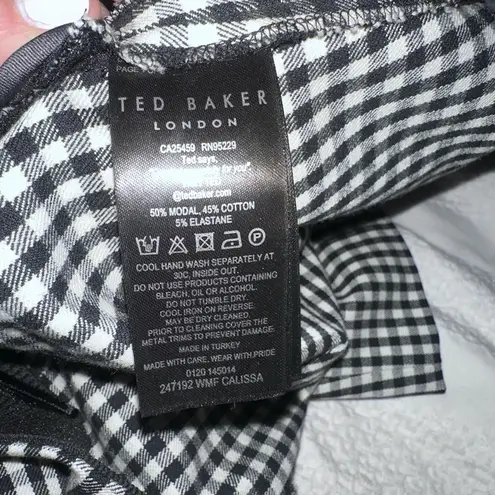 TED BAKER
LONDON
CA25459 RN95229
Ted says,
for you"
@tedbaker.com
50% MODAL, 45% COTTON
5% ELASTANE
COOL HAND WASH SEPARATELY AT
30C, INSIDE OUT.
DO NOT USE PRODUCTS CONTAINING
BLEACH, OIL OR ALCOHOL.
DO NOT TUMBLE DRY.
COOL IRON ON REVERSE.
MAY BE DRY CLEANED.
PRIOR TO CLEANING COVER THE
METAL TRIMS TO PREVENT DAMAGE.
MADE IN TURKEY
MADE WITH CARE. WEAR WITH PRIDE
0120 145014
247192 WMF CALISSA